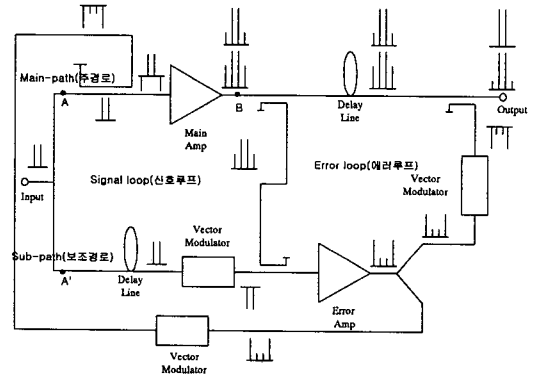 Main-path(주경로)
A
B
Main
Amp
Delay
Line
Output
Signal loop(신호루프)
Error loop(에러루프)
Vector
Modulator
Input
Vector
Modulator
Sub-path(보조경로)
A'
Delay
Line
Error
Amp
Vector
Modulator